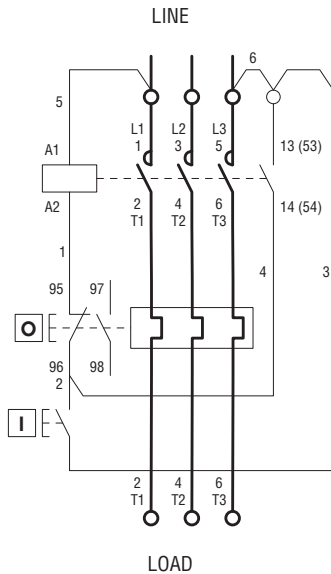 LINE
6
5
L1 L2 L3
1 3 5
13 (53)
A1
A2
2 4 6
T1 T2 T3
14 (54)
1
4
3
95 97
O
96 98
2
I
2 4 6
T1 T2 T3
LOAD